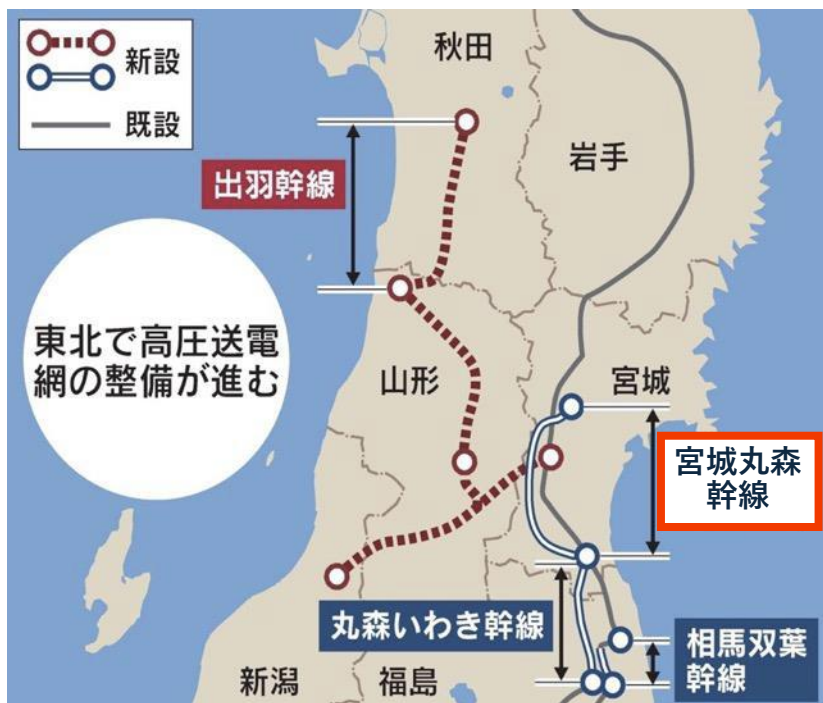 新設
既設
秋田
岩手
出羽幹線
東北で高圧送電
網の整備が進む
山形
宮城
宮城丸森
幹線
丸森いわき幹線
相馬双葉
幹線
新潟
福島